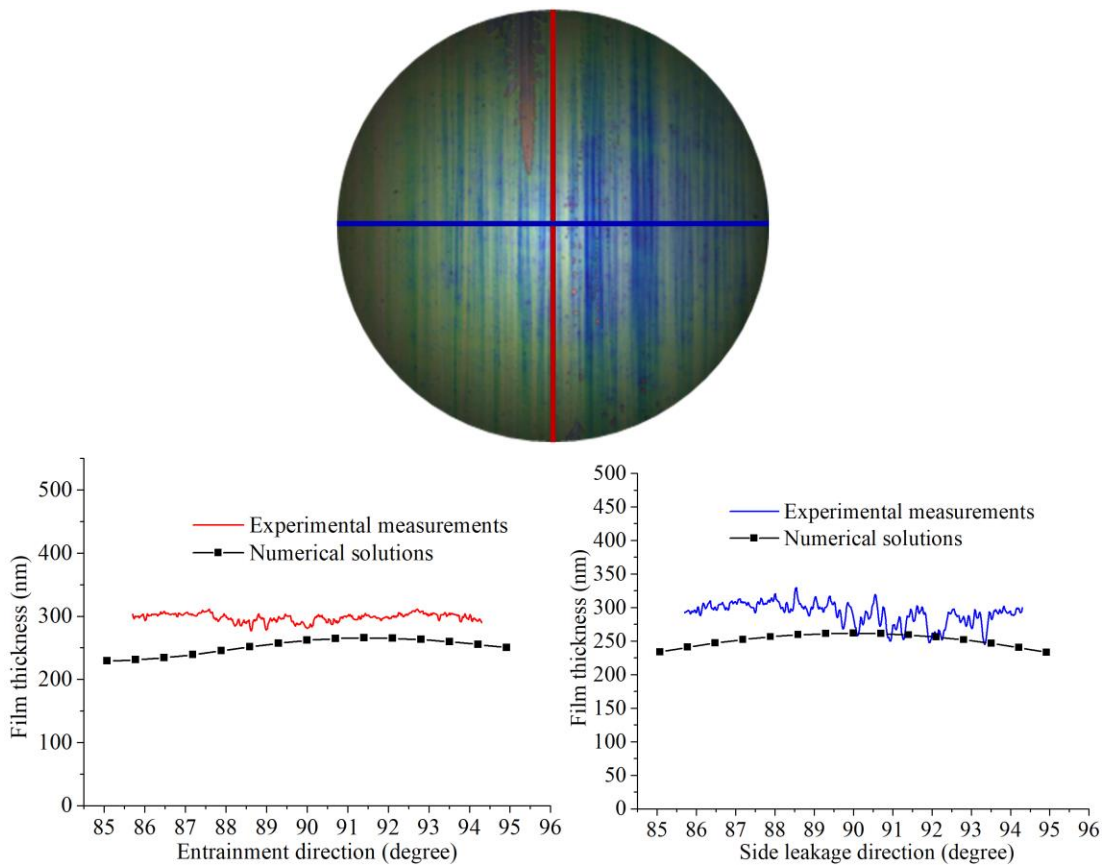 500
400
300
200
100
0
Film thickness (nm)
Experimental measurements
Numerical solutions
85 86 87 88 89 90 91 92 93 94 95 96
Entrainment direction (degree)
500
450
400
350
300
250
200
150
100
50
0
Film thickness (nm)
Experimental measurements
Numerical solutions
85 86 87 88 89 90 91 92 93 94 95 96
Side leakage direction (degree)